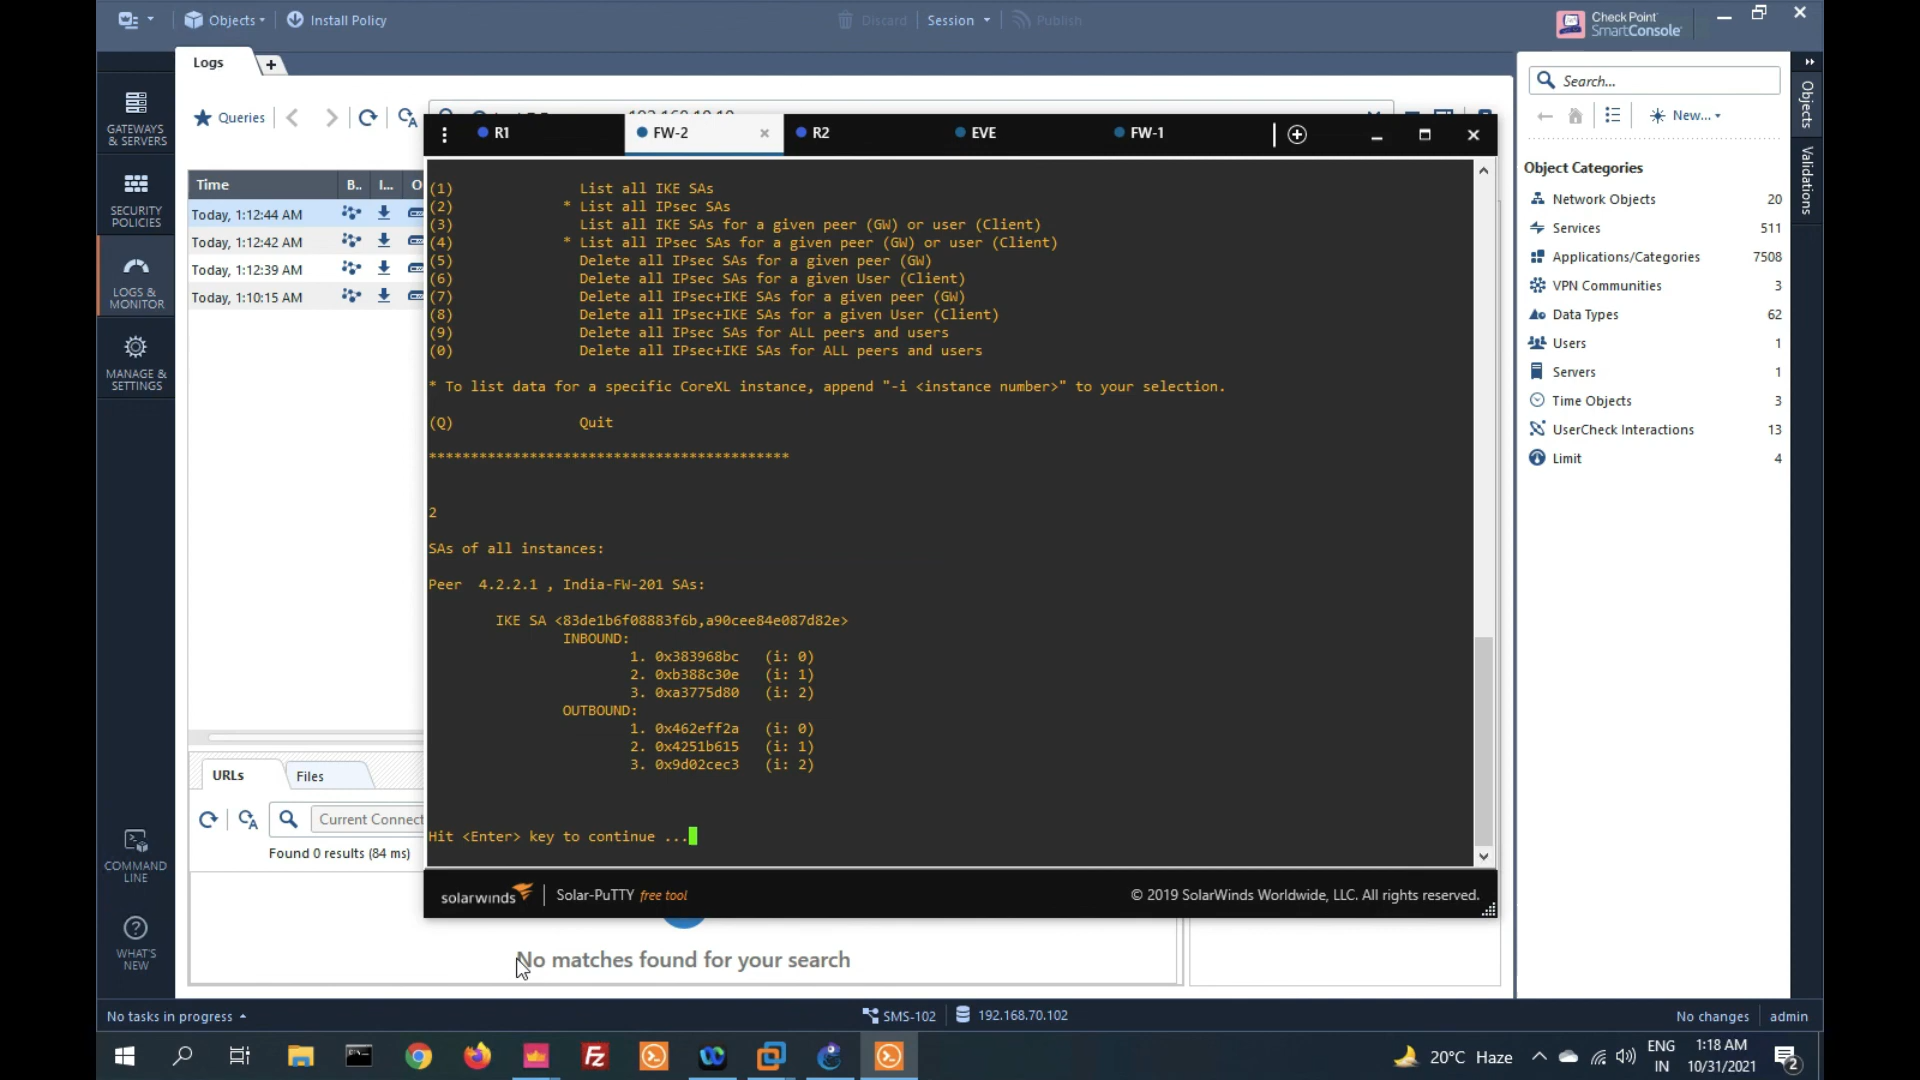 Objects
Install Policy
Discard
Session
Publish
Check Point
SmartConsole
Logs
Queries
GATEWAYS
& SERVERS
SECURITY
POLICIES
LOGS &
MONITOR
MANAGE &
SETTINGS
COMMAND
LINE
WHAT'S
NEW
Time
B..
I...
Today, 1:12:44 AM
Today, 1:12:42 AM
Today, 1:12:39 AM
Today, 1:10:15 AM
R1
FW-2
R2
EVE
FW-1
(1) List all IKE SAs
(2) * List all IPsec SAs
(3) List all IKE SAs for a given peer (GW) or user (Client)
(4) * List all IPsec SAs for a given peer (GW) or user (Client)
(5) Delete all IPsec SAs for a given peer (GW)
(6) Delete all IPsec SAs for a given User (Client)
(7) Delete all IPsec+IKE SAs for a given peer (GW)
(8) Delete all IPsec+IKE SAs for a given User (Client)
(9) Delete all IPsec SAs for ALL peers and users
(0) Delete all IPsec+IKE SAs for ALL peers and users
* To list data for a specific CoreXL instance, append "-i <instance number>" to your selection.
(Q) Quit
*******************************************
2
SAs of all instances:
Peer 4.2.2.1 , India-FW-201 SAs:
IKE SA <83de1b6f08883f6b,a90cee84e087d82e>
INBOUND:
1. 0x383968bc (i: 0)
2. 0xb388c30e (i: 1)
3. 0xa3775d80 (i: 2)
OUTBOUND:
1. 0x462eff2a (i: 0)
2. 0x4251b615 (i: 1)
3. 0x9d02cec3 (i: 2)
Hit <Enter> key to continue ...
solarwinds
Solar-PuTTY free tool
© 2019 SolarWinds Worldwide, LLC. All rights reserved.
URLs
Files
Current Connect
Found 0 results (84 ms)
No matches found for your search
Search...
New...
Object Categories
Network Objects 20
Services 511
Applications/Categories 7508
VPN Communities 3
Data Types 62
Users 1
Servers 1
Time Objects 3
UserCheck Interactions 13
Limit 4
Objects
Validations
No tasks in progress
SMS-102
192.168.70.102
No changes
admin
20°C Haze
ENG
IN
1:18 AM
10/31/2021
2